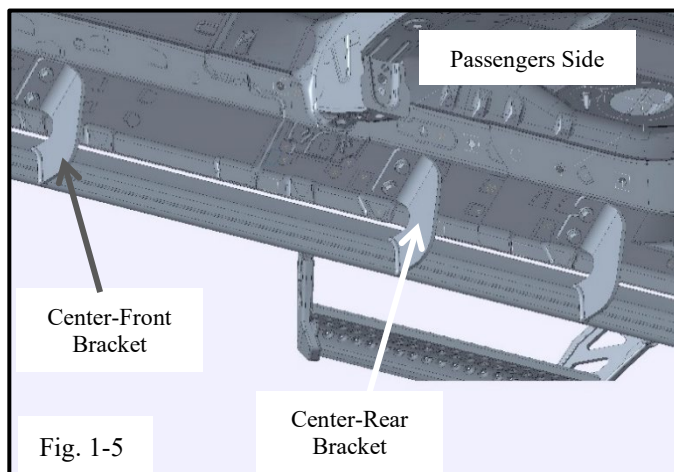 Passengers Side
Center-Front
Bracket
Center-Rear
Bracket
Fig. 1-5